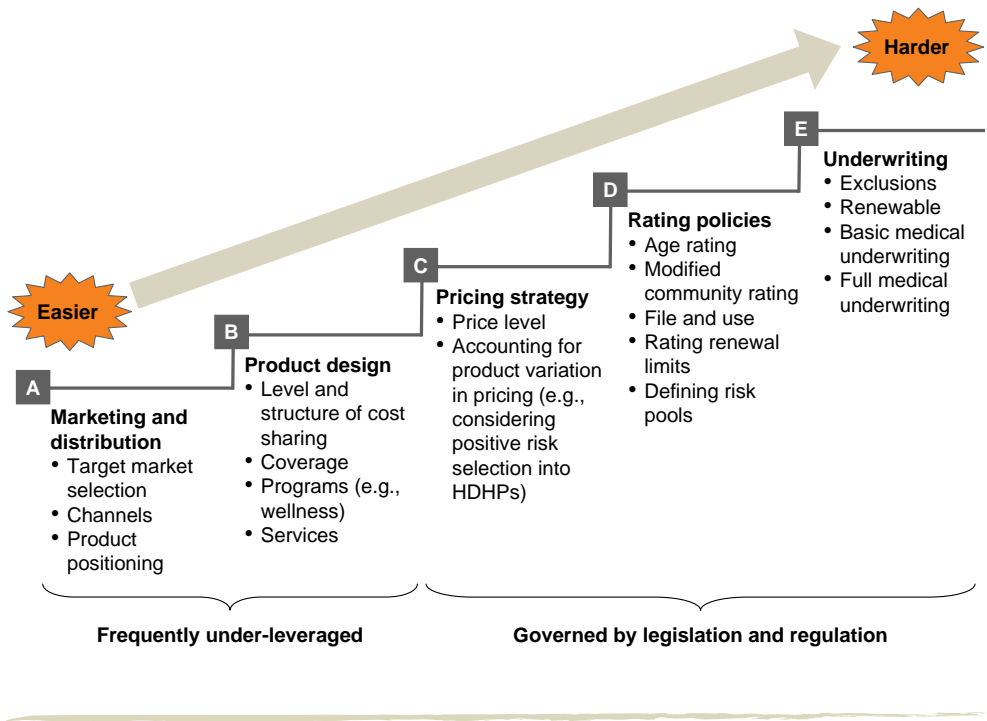 Harder
Easier
A
Marketing and
distribution
• Target market
selection
• Channels
• Product
positioning
B
Product design
• Level and
structure of cost
sharing
• Coverage
• Programs (e.g.,
wellness)
• Services
C
Pricing strategy
• Price level
• Accounting for
product variation
in pricing (e.g.,
considering
positive risk
selection into
HDHPs)
D
Rating policies
• Age rating
• Modified
community rating
• File and use
• Rating renewal
limits
• Defining risk
pools
E
Underwriting
• Exclusions
• Renewable
• Basic medical
underwriting
• Full medical
underwriting
Frequently under-leveraged
Governed by legislation and regulation